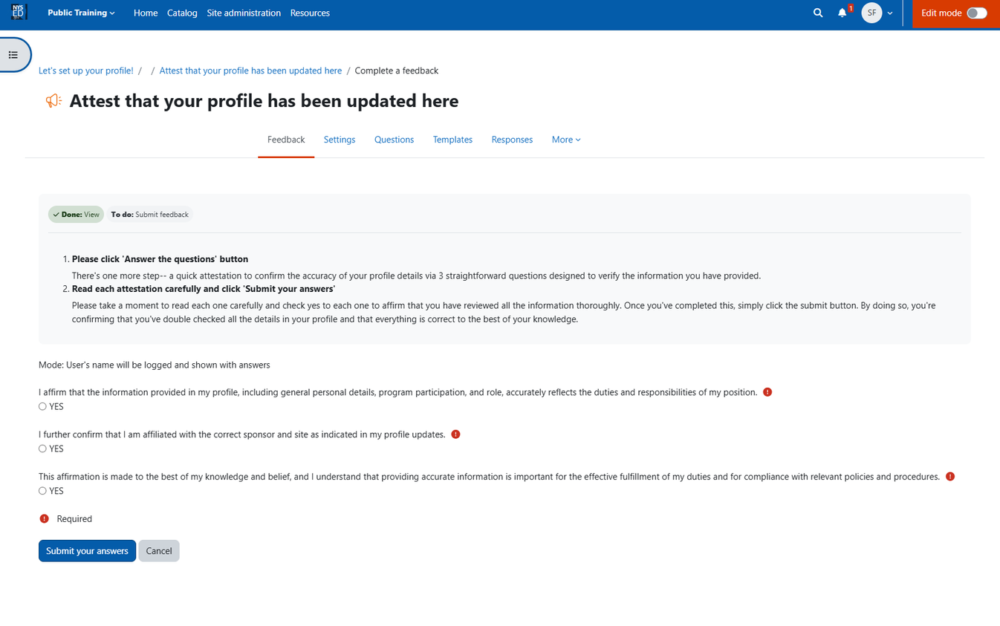 NYS
ED
Public Training
Home
Catalog
Site administration
Resources
1
SF
Edit mode
Let's set up your profile! / / Attest that your profile has been updated here / Complete a feedback
Attest that your profile has been updated here
Feedback
Settings
Questions
Templates
Responses
More
Done: View
To do: Submit feedback
1. Please click 'Answer the questions' button
There's one more step-- a quick attestation to confirm the accuracy of your profile details via 3 straightforward questions designed to verify the information you have provided.
2. Read each attestation carefully and click 'Submit your answers'
Please take a moment to read each one carefully and check yes to each one to affirm that you have reviewed all the information thoroughly. Once you've completed this, simply click the submit button. By doing so, you're
confirming that you've double checked all the details in your profile and that everything is correct to the best of your knowledge.
Mode: User's name will be logged and shown with answers
I affirm that the information provided in my profile, including general personal details, program participation, and role, accurately reflects the duties and responsibilities of my position. !
YES
I further confirm that I am affiliated with the correct sponsor and site as indicated in my profile updates. !
YES
This affirmation is made to the best of my knowledge and belief, and I understand that providing accurate information is important for the effective fulfillment of my duties and for compliance with relevant policies and procedures. !
YES
! Required
Submit your answers
Cancel